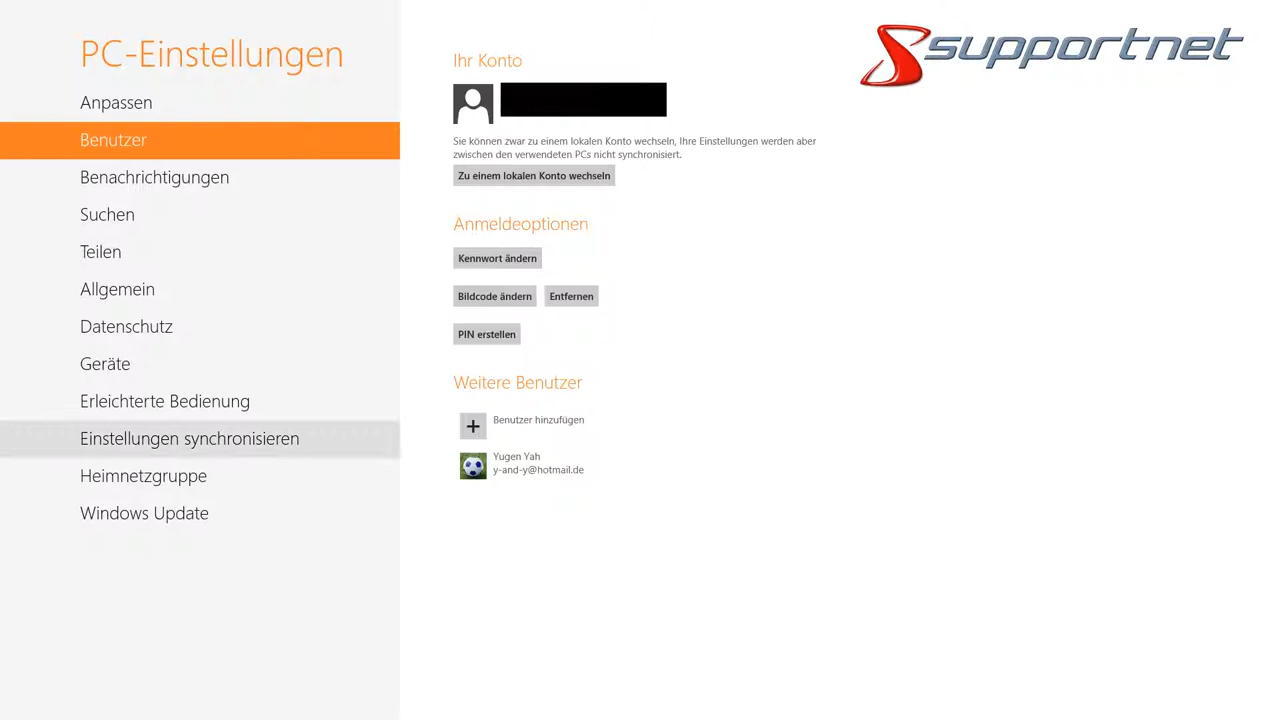 PC-Einstellungen
Anpassen
Benutzer
Benachrichtigungen
Suchen
Teilen
Allgemein
Datenschutz
Geräte
Erleichterte Bedienung
Einstellungen synchronisieren
Heimnetzgruppe
Windows Update
supportnet
Ihr Konto
Sie können zwar zu einem lokalen Konto wechseln, Ihre Einstellungen werden aber
zwischen den verwendeten PCs nicht synchronisiert.
Zu einem lokalen Konto wechseln
Anmeldeoptionen
Kennwort ändern
Bildcode ändern Entfernen
PIN erstellen
Weitere Benutzer
Benutzer hinzufügen
Yugen Yah
y-and-y@hotmail.de